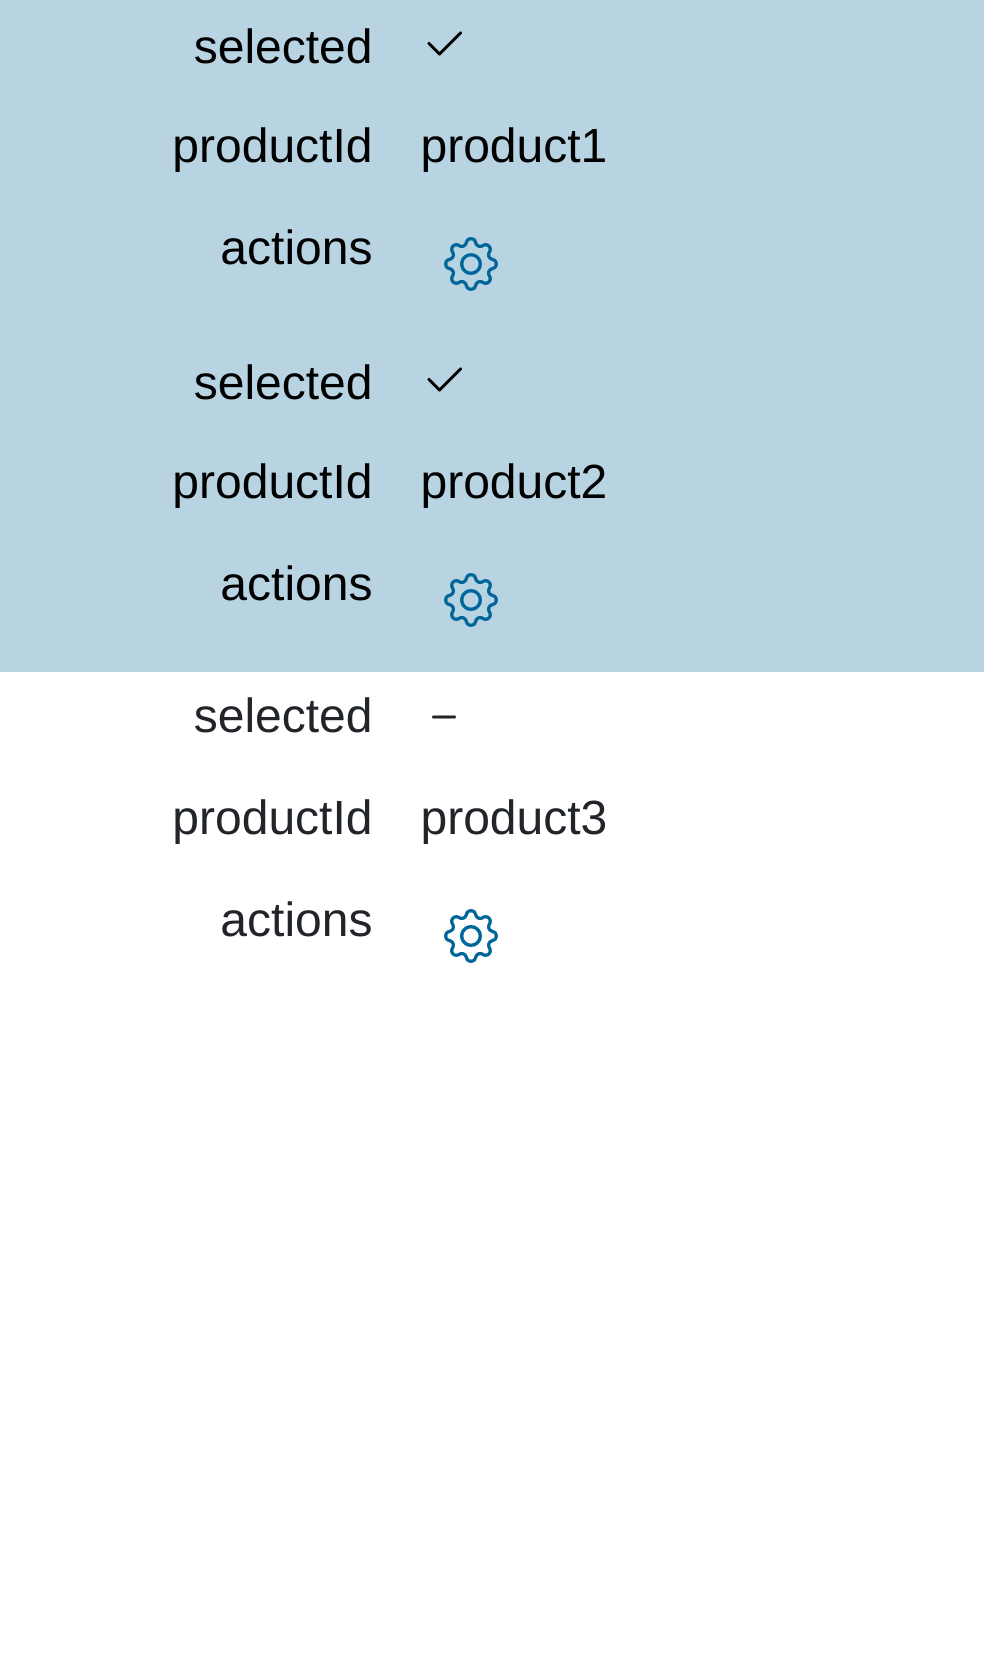 selected
productId product1
actions
selected
productId product2
actions
selected –
productId product3
actions